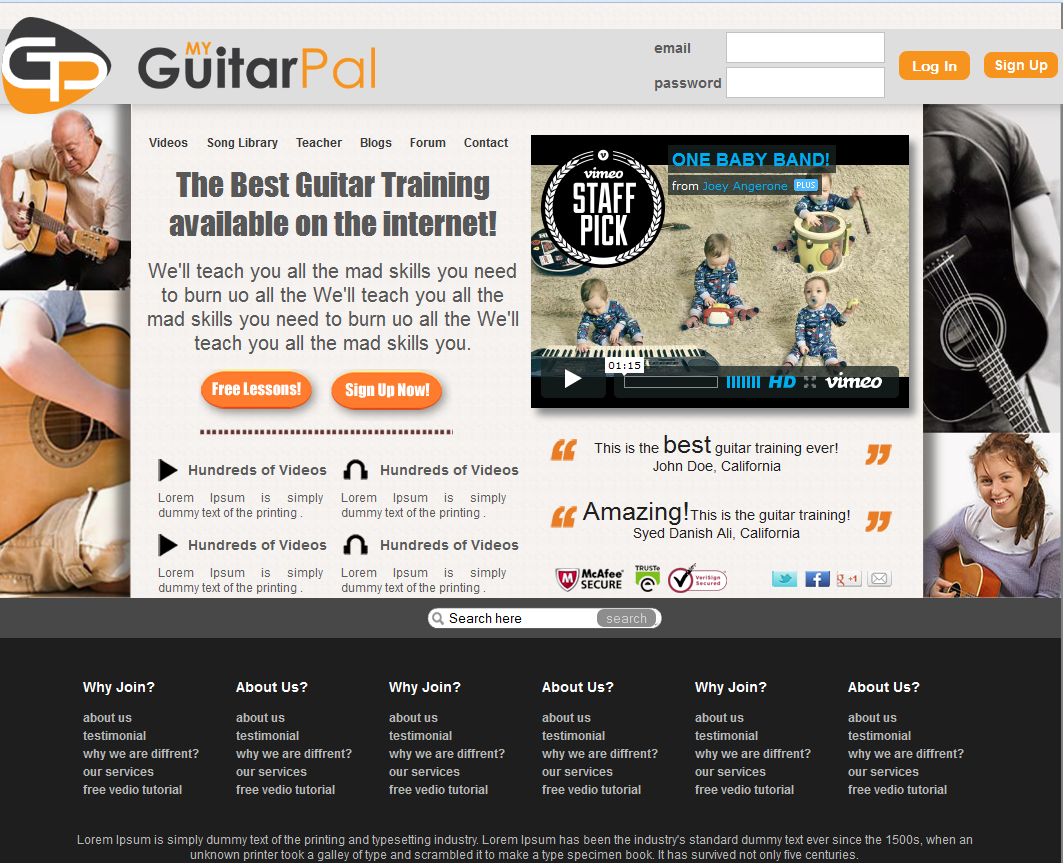 GP
MY
GuitarPal
email
password
Log In
Sign Up
Videos Song Library Teacher Blogs Forum Contact
The Best Guitar Training
available on the internet!
We'll teach you all the mad skills you need
to burn uo all the We'll teach you all the
mad skills you need to burn uo all the We'll
teach you all the mad skills you.
Free Lessons! Sign Up Now!
vimeo
STAFF
PICK
ONE BABY BAND!
from Joey Angerone PLUS
01:15
HD vimeo
“ This is the best guitar training ever! ”
John Doe, California
“ Amazing! This is the guitar training! ”
Syed Danish Ali, California
Hundreds of Videos
Lorem Ipsum is simply
dummy text of the printing .
Hundreds of Videos
Lorem Ipsum is simply
dummy text of the printing .
Hundreds of Videos
Lorem Ipsum is simply
dummy text of the printing .
Hundreds of Videos
Lorem Ipsum is simply
dummy text of the printing .
McAfee
SECURE
TRUSTe
VeriSign
Secured
f
g +1
Search here search
Why Join?
about us
testimonial
why we are diffrent?
our services
free vedio tutorial
About Us?
about us
testimonial
why we are diffrent?
our services
free vedio tutorial
Why Join?
about us
testimonial
why we are diffrent?
our services
free vedio tutorial
About Us?
about us
testimonial
why we are diffrent?
our services
free vedio tutorial
Why Join?
about us
testimonial
why we are diffrent?
our services
free vedio tutorial
About Us?
about us
testimonial
why we are diffrent?
our services
free vedio tutorial
Lorem Ipsum is simply dummy text of the printing and typesetting industry. Lorem Ipsum has been the industry's standard dummy text ever since the 1500s, when an
unknown printer took a galley of type and scrambled it to make a type specimen book. It has survived not only five centuries.